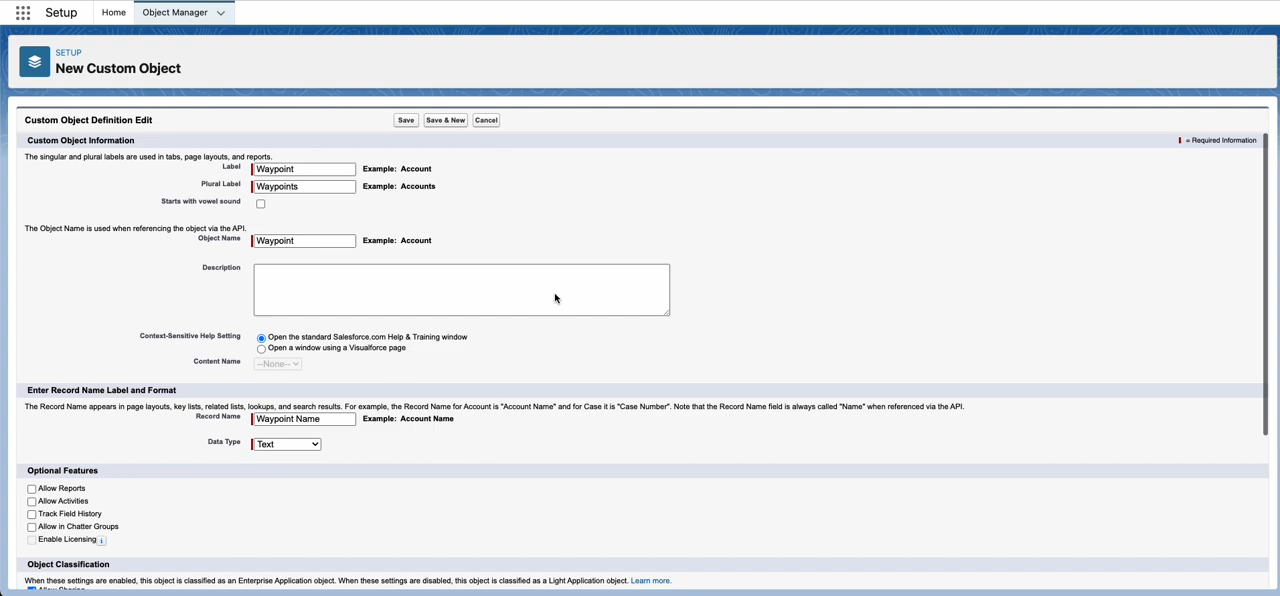 Setup Home Object Manager
SETUP
New Custom Object
Custom Object Definition Edit Save Save & New Cancel
Custom Object Information = Required Information
The singular and plural labels are used in tabs, page layouts, and reports.
Label Waypoint Example: Account
Plural Label Waypoints Example: Accounts
Starts with vowel sound
The Object Name is used when referencing the object via the API.
Object Name Waypoint Example: Account
Description
Context-Sensitive Help Setting Open the standard Salesforce.com Help & Training window
Open a window using a Visualforce page
Content Name --None--
Enter Record Name Label and Format
The Record Name appears in page layouts, key lists, related lists, lookups, and search results. For example, the Record Name for Account is "Account Name" and for Case it is "Case Number". Note that the Record Name field is always called "Name" when referenced via the API.
Record Name Waypoint Name Example: Account Name
Data Type Text
Optional Features
Allow Reports
Allow Activities
Track Field History
Allow in Chatter Groups
Enable Licensing i
Object Classification
When these settings are enabled, this object is classified as an Enterprise Application object. When these settings are disabled, this object is classified as a Light Application object. Learn more.